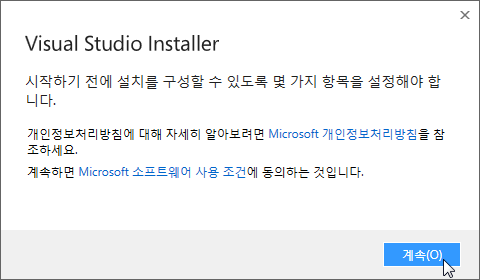 Visual Studio Installer
시작하기 전에 설치를 구성할 수 있도록 몇 가지 항목을 설정해야 합
니다.
개인정보처리방침에 대해 자세히 알아보려면 Microsoft 개인정보처리방침을 참
조하세요.
계속하면 Microsoft 소프트웨어 사용 조건에 동의하는 것입니다.
계속(O)